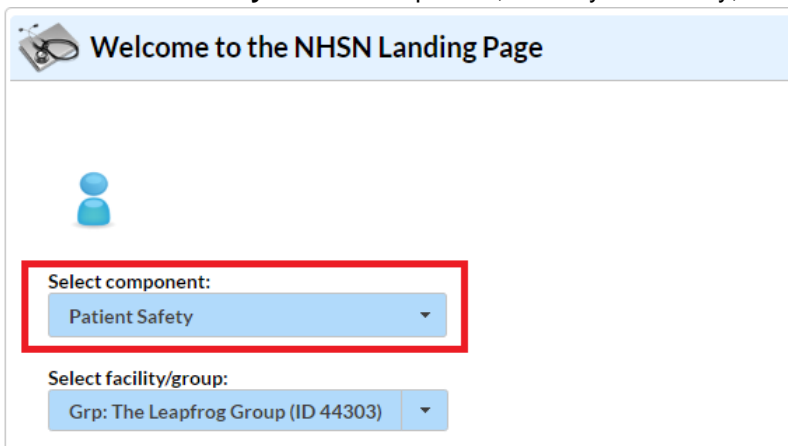 Welcome to the NHSN Landing Page
Select component:
Patient Safety
Select facility/group:
Grp: The Leapfrog Group (ID 44303)